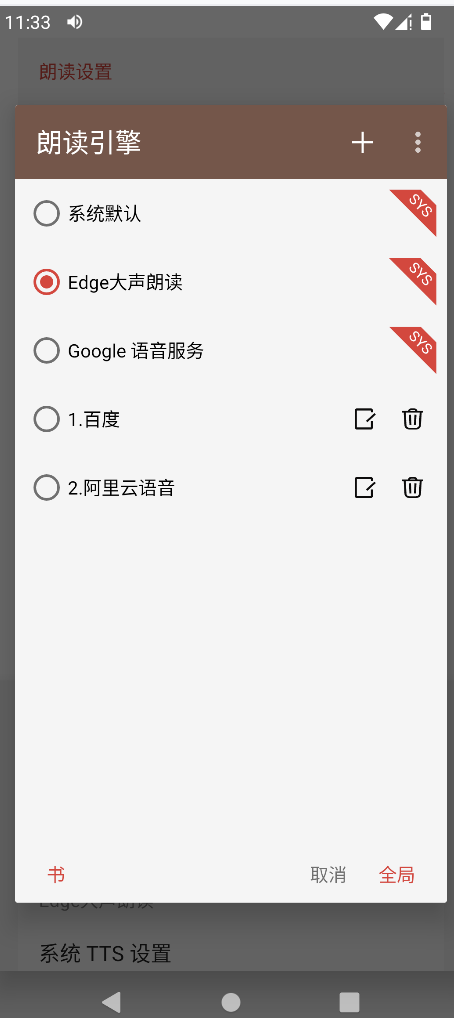 11:33
朗读设置
朗读引擎
系统默认
SYS
Edge大声朗读
SYS
Google 语音服务
SYS
1.百度
2.阿里云语音
书
取消
全局
Edge大声朗读
系统 TTS 设置